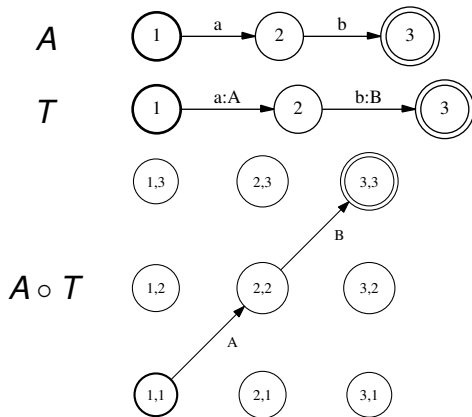 A 1 a 2 b 3
T 1 a:A 2 b:B 3
1,3 2,3 3,3
B
A ∘ T 1,2 2,2 3,2
A
1,1 2,1 3,1